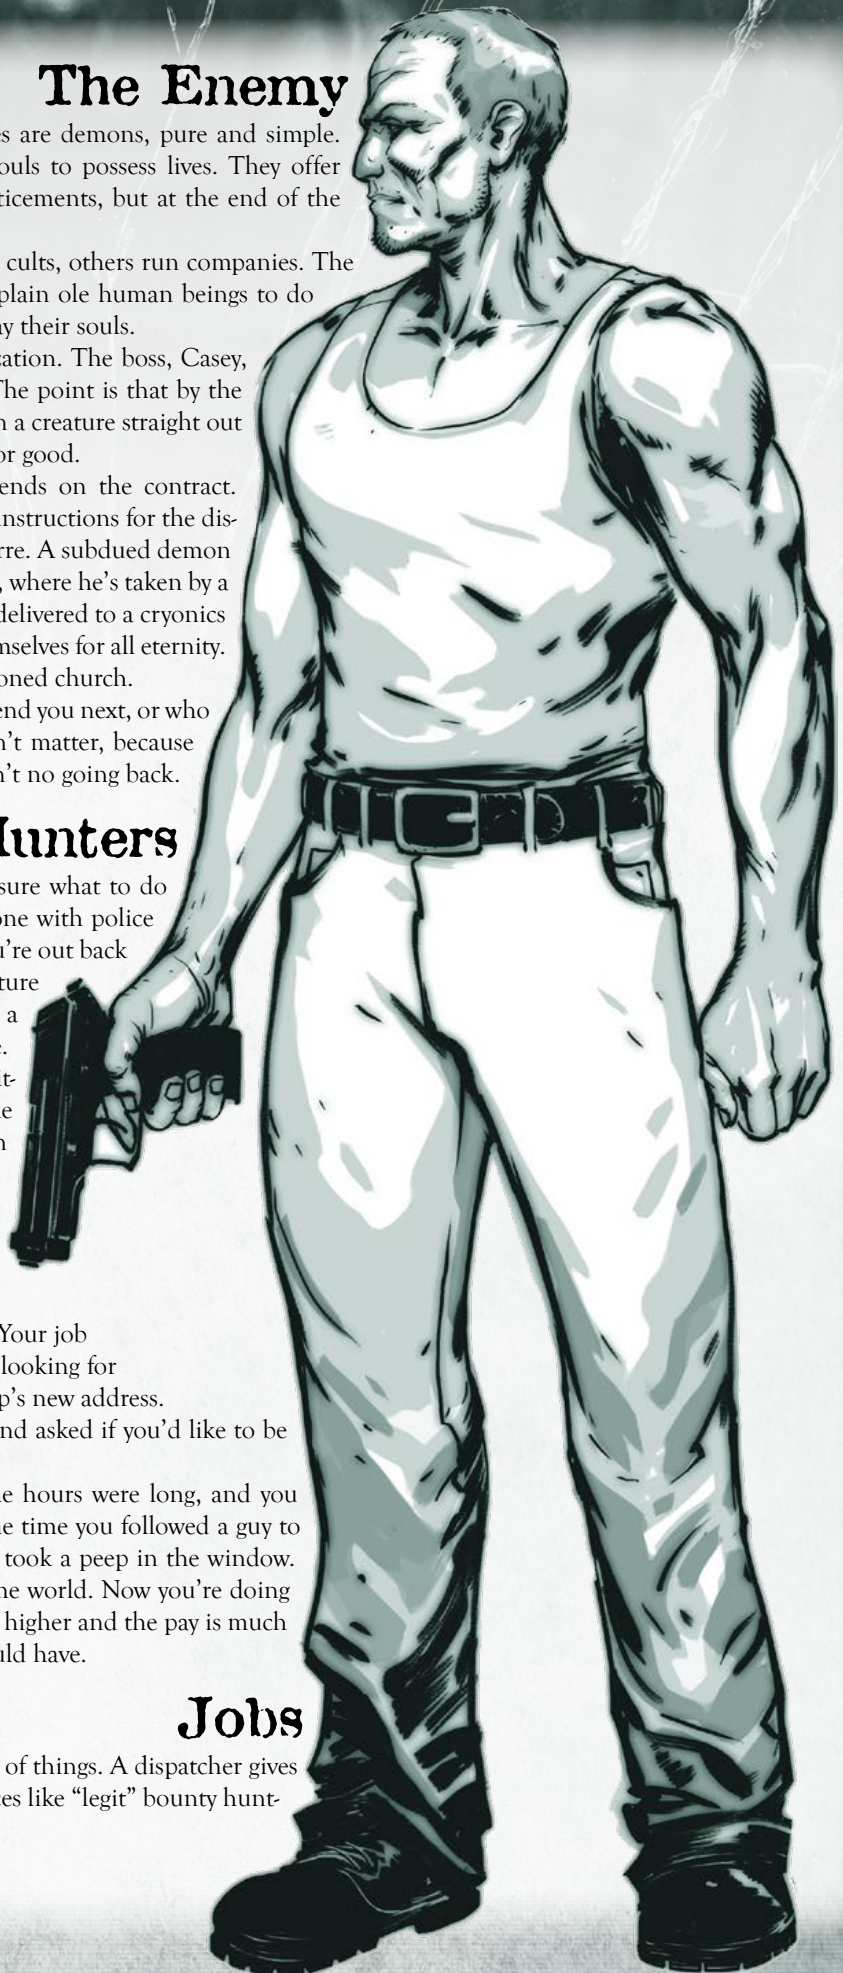 The Enemy
es are demons, pure and simple.
ouls to possess lives. They offer
ticements, but at the end of the
cults, others run companies. The
plain ole human beings to do
ay their souls.
zation. The boss, Casey,
The point is that by the
n a creature straight out
or good.
ends on the contract.
instructions for the dis-
rre. A subdued demon
, where he's taken by a
delivered to a cryonics
mselves for all eternity.
oned church.
end you next, or who
n't matter, because
n't no going back.
Hunters
sure what to do
one with police
u're out back
ture
a
.
it-
e
n
Your job
looking for
p's new address.
nd asked if you'd like to be
e hours were long, and you
ne time you followed a guy to
took a peep in the window.
he world. Now you're doing
higher and the pay is much
uld have.
Jobs
of things. A dispatcher gives
ces like “legit” bounty hunt-